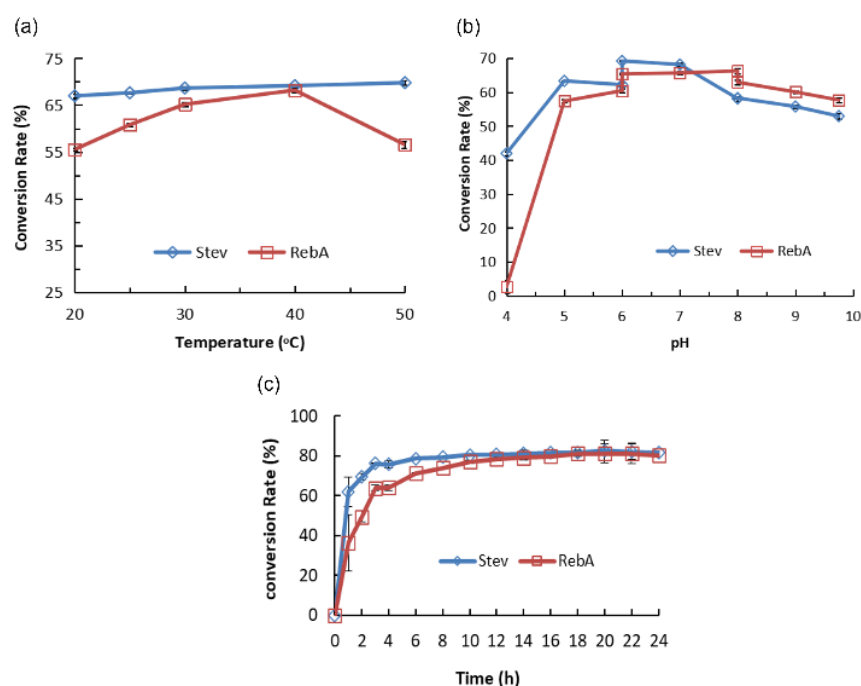 (a)
75
65
55
45
35
25
Conversion Rate (%)
Stev RebA
20 30 40 50
Temperature (°C)
(b)
70
60
50
40
30
20
10
0
Conversion Rate (%)
Stev RebA
4 5 6 7 8 9 10
pH
(c)
100
80
60
40
20
0
conversion Rate (%)
Stev RebA
0 2 4 6 8 10 12 14 16 18 20 22 24
Time (h)